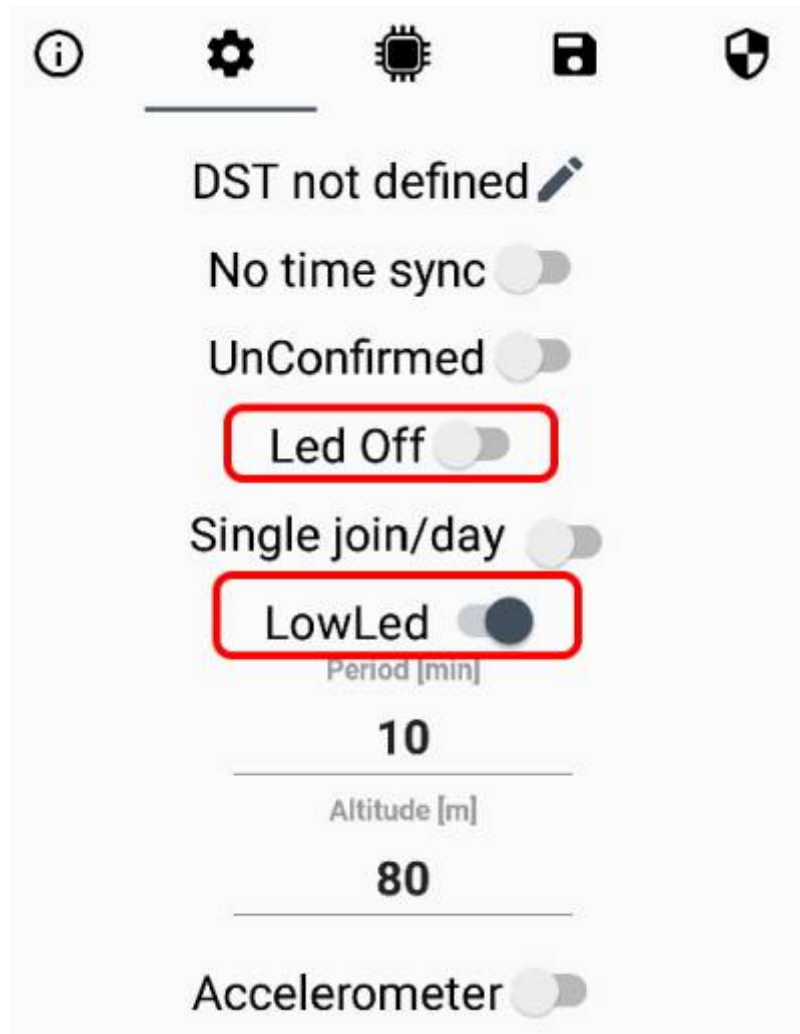 DST not defined
No time sync
UnConfirmed
Led Off
Single join/day
LowLed
Period [min]
10
Altitude [m]
80
Accelerometer